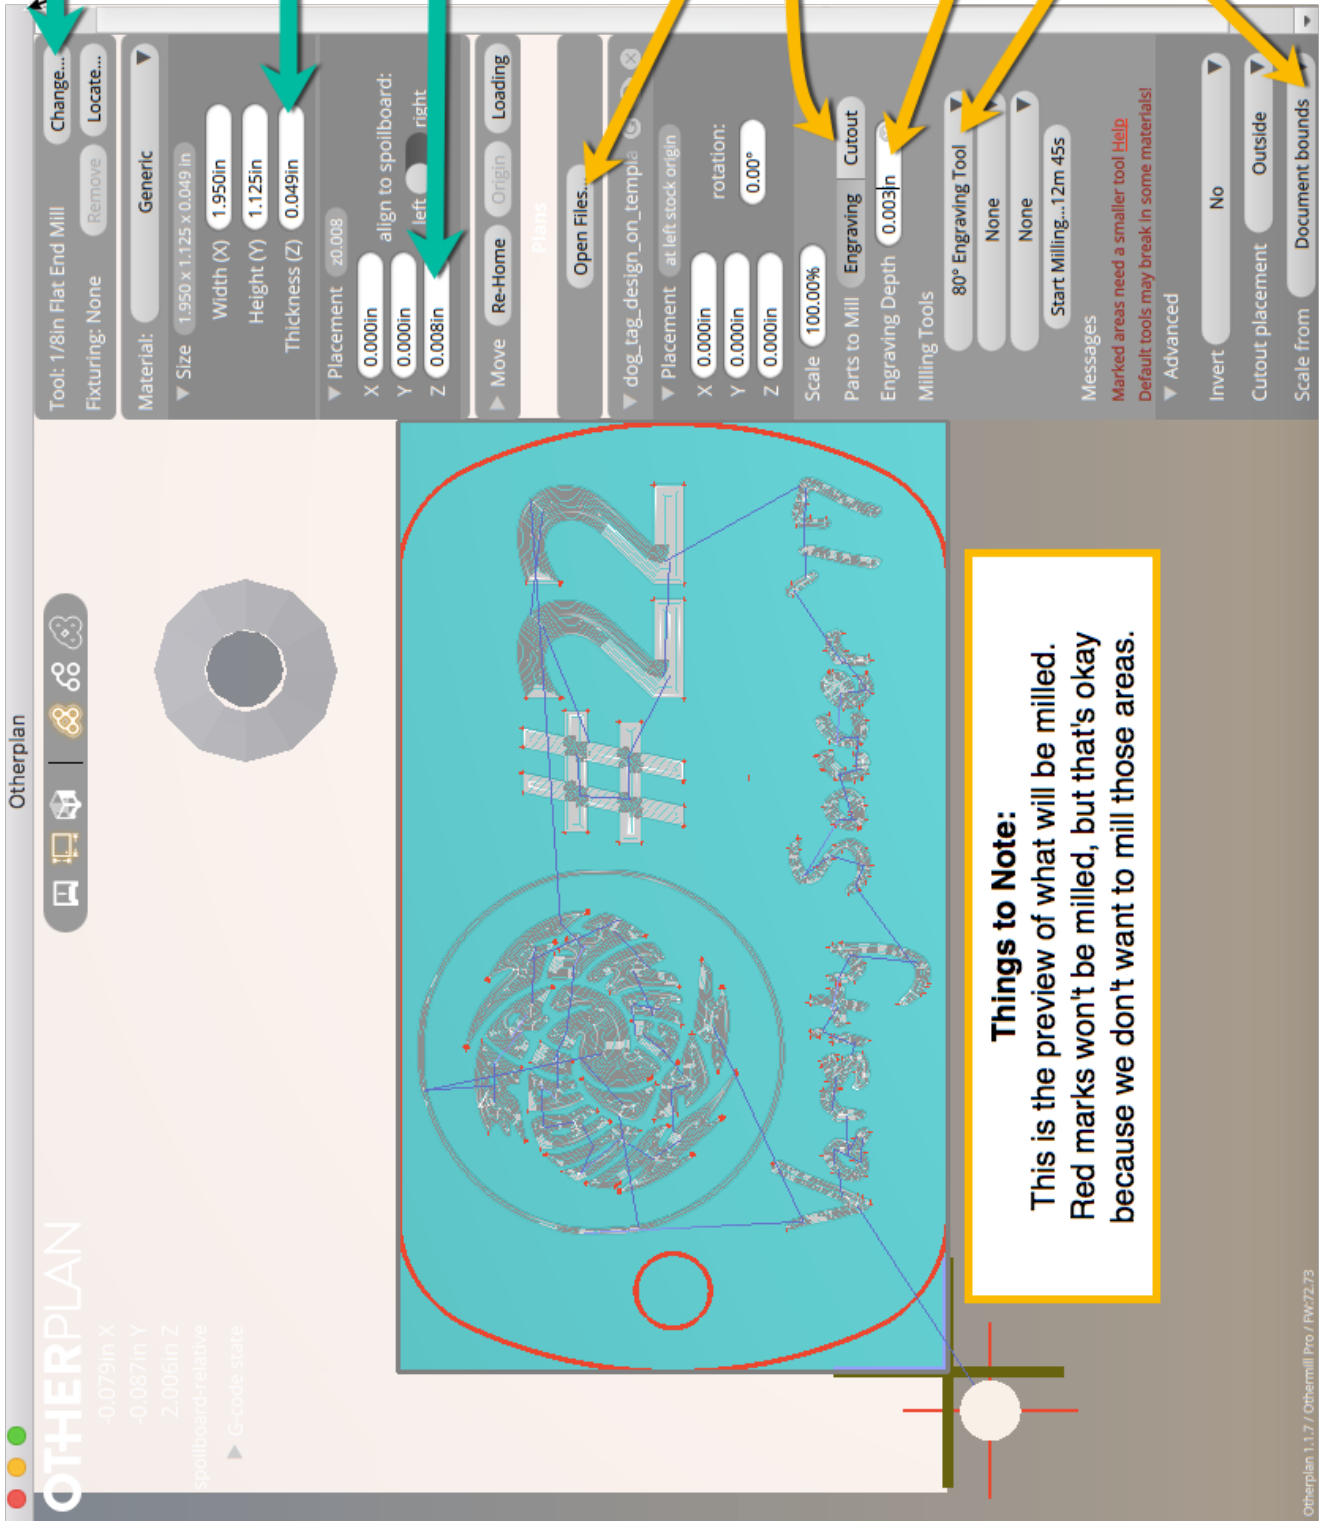 Otherplan
OTHERPLAN
-0.079in X
-0.087in Y
2.006in Z
spoilboard-relative
G-code state
#22
Van Ghu
Socoa
Tool: 1/8in Flat End Mill
Change...
Fixturing: None
Remove
Locate...
Material:
Generic
Size
1.950 x 1.125 x 0.049 in
Width (X)
1.950in
Height (Y)
1.125in
Thickness (Z)
0.049in
Placement
z0.008
X
0.000in
align to spoilboard:
Y
0.000in
left
right
Z
0.008in
Move
Re-Home
Origin
Loading
Plans
Open Files...
dog_tag_design_on_templa
Placement
at left stock origin
X
0.000in
rotation:
Y
0.000in
0.00°
Z
0.000in
Scale
100.00%
Parts to Mill
Engraving
Cutout
Engraving Depth
0.003in
Milling Tools
80° Engraving Tool
None
None
Start Milling...12m 45s
Messages
Marked areas need a smaller tool Help
Default tools may break in some materials!
Advanced
Invert
No
Cutout placement
Outside
Scale from
Document bounds
Things to Note:
This is the preview of what will be milled.
Red marks won't be milled, but that's okay
because we don't want to mill those areas.
Otherplan 1.1.7 / Othermill Pro / FW:72.73